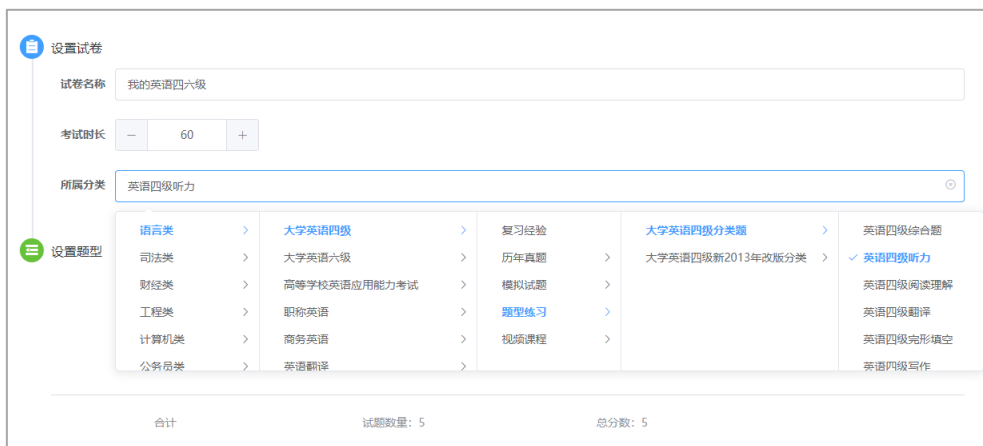 设置试卷
试卷名称 我的英语四六级
考试时长 − 60 +
所属分类 英语四级听力
语言类 大学英语四级 复习经验 大学英语四级分类题 英语四级综合题
设置题型
司法类 大学英语六级 历年真题 大学英语四级新2013年改版分类 英语四级听力
财经类 高等学校英语应用能力考试 模拟试题 英语四级阅读理解
工程类 职称英语 题型练习 英语四级翻译
计算机类 商务英语 视频课程 英语四级完形填空
公务员类 英语翻译 英语四级写作
合计 试题数量：5 总分数：5